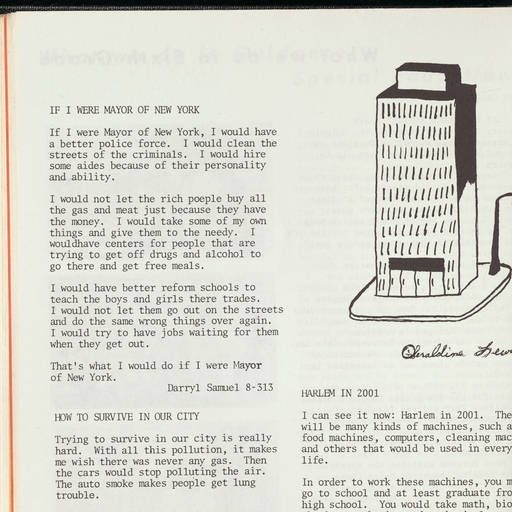 IF I WERE MAYOR OF NEW YORK
If I were Mayor of New York, I would have
a better police force. I would clean the
streets of the criminals. I would hire
some aides because of their personality
and ability.
I would not let the rich poeple buy all
the gas and meat just because they have
the money. I would take some of my own
things and give them to the needy. I
wouldhave centers for people that are
trying to get off drugs and alcohol to
go there and get free meals.
I would have better reform schools to
teach the boys and girls there trades.
I would not let them go out on the streets
and do the same wrong things over again.
I would try to have jobs waiting for them
when they get out.
That's what I would do if I were Mayor
of New York.
Darryl Samuel 8-313
HOW TO SURVIVE IN OUR CITY
Trying to survive in our city is really
hard. With all this pollution, it makes
me wish there was never any gas. Then
the cars would stop polluting the air.
The auto smoke makes people get lung
trouble.
Geraldine
HARLEM IN 2001
I can see it now: Harlem in 2001. The
will be many kinds of machines, such a
food machines, computers, cleaning mac
and others that would be used in every
life.
In order to work these machines, you m
go to school and at least graduate fro
high school. You would take math, bio